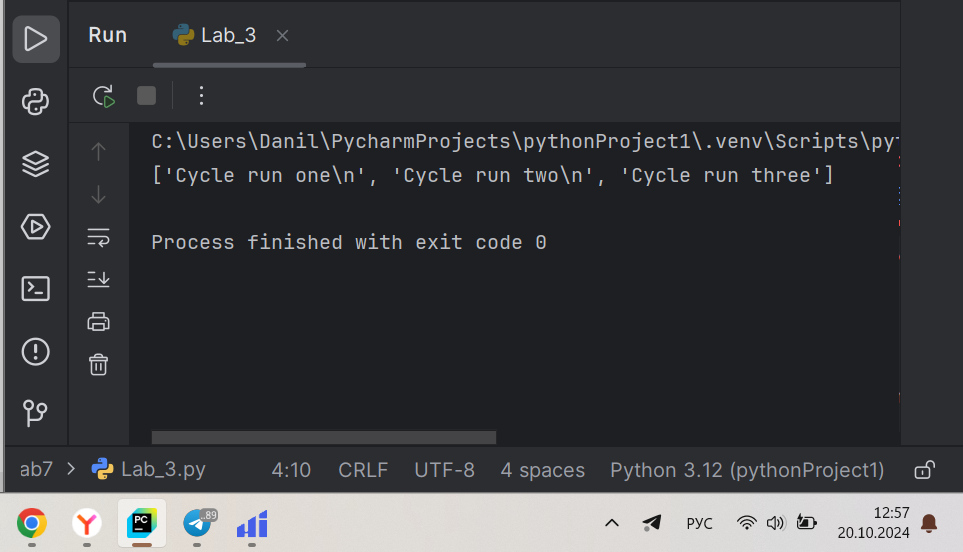 Run Lab_3
C:\Users\Danil\PycharmProjects\pythonProject1\.venv\Scripts\py
['Cycle run one\n', 'Cycle run two\n', 'Cycle run three']
Process finished with exit code 0
ab7 > Lab_3.py 4:10 CRLF UTF-8 4 spaces Python 3.12 (pythonProject1)
PC 89 РУС 12:57
20.10.2024